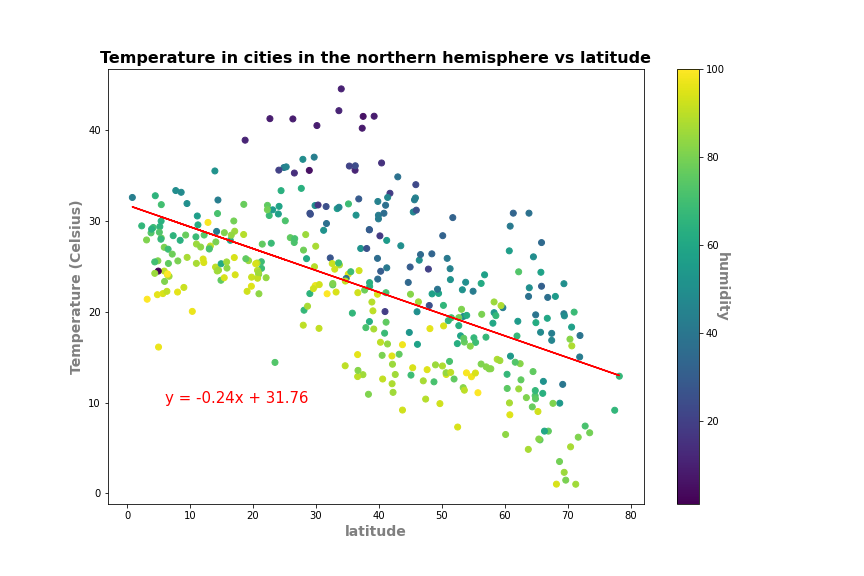 Temperature in cities in the northern hemisphere vs latitude
Temperature (Celsius)
40
30
20
10
0
y = -0.24x + 31.76
0 10 20 30 40 50 60 70 80
latitude
100
80
60
40
20
humidity